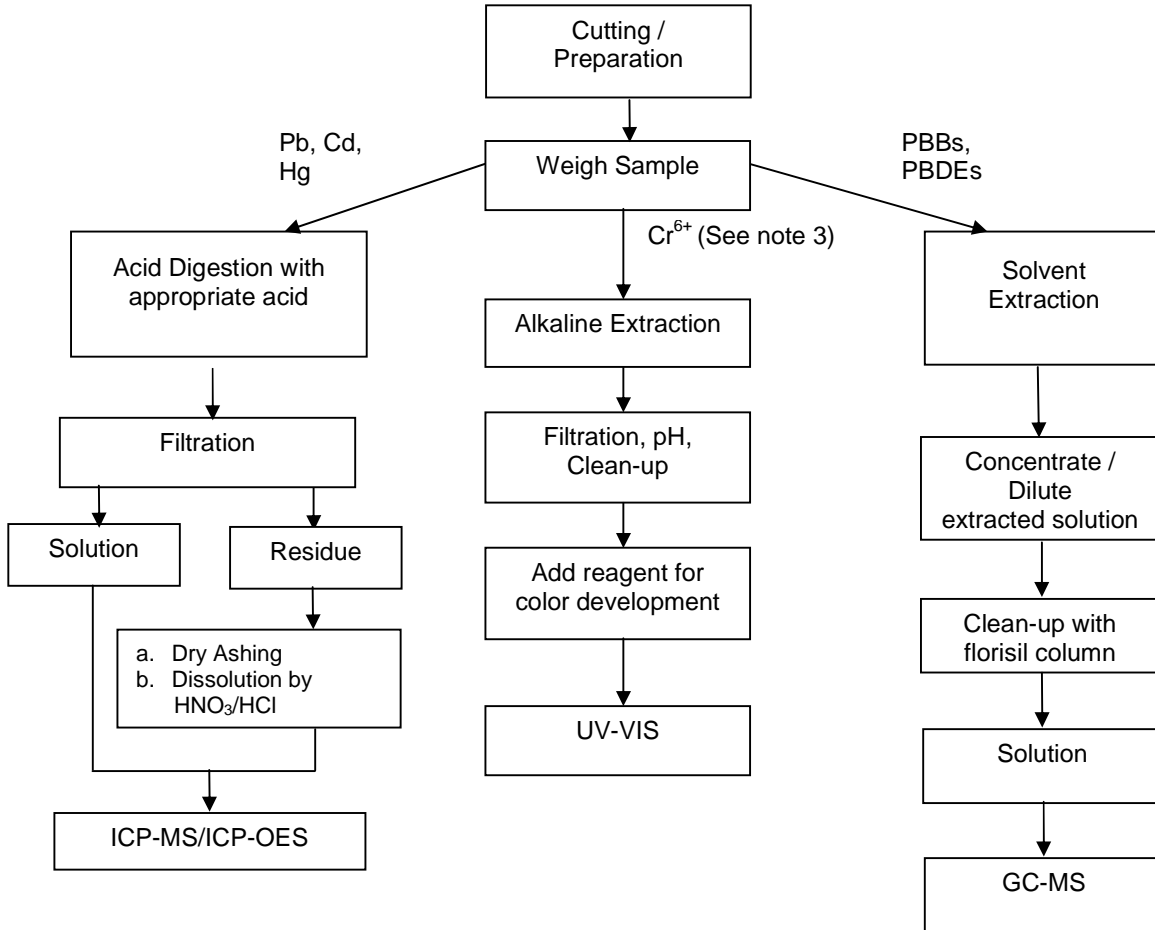 Cutting /
Preparation
Pb, Cd,
Hg
Weigh Sample
PBBs,
PBDEs
Cr⁶⁺ (See note 3)
Acid Digestion with
appropriate acid
Filtration
Solution
Residue
a. Dry Ashing
b. Dissolution by
HNO₃/HCl
ICP-MS/ICP-OES
Alkaline Extraction
Filtration, pH,
Clean-up
Add reagent for
color development
UV-VIS
Solvent
Extraction
Concentrate /
Dilute
extracted solution
Clean-up with
florisil column
Solution
GC-MS